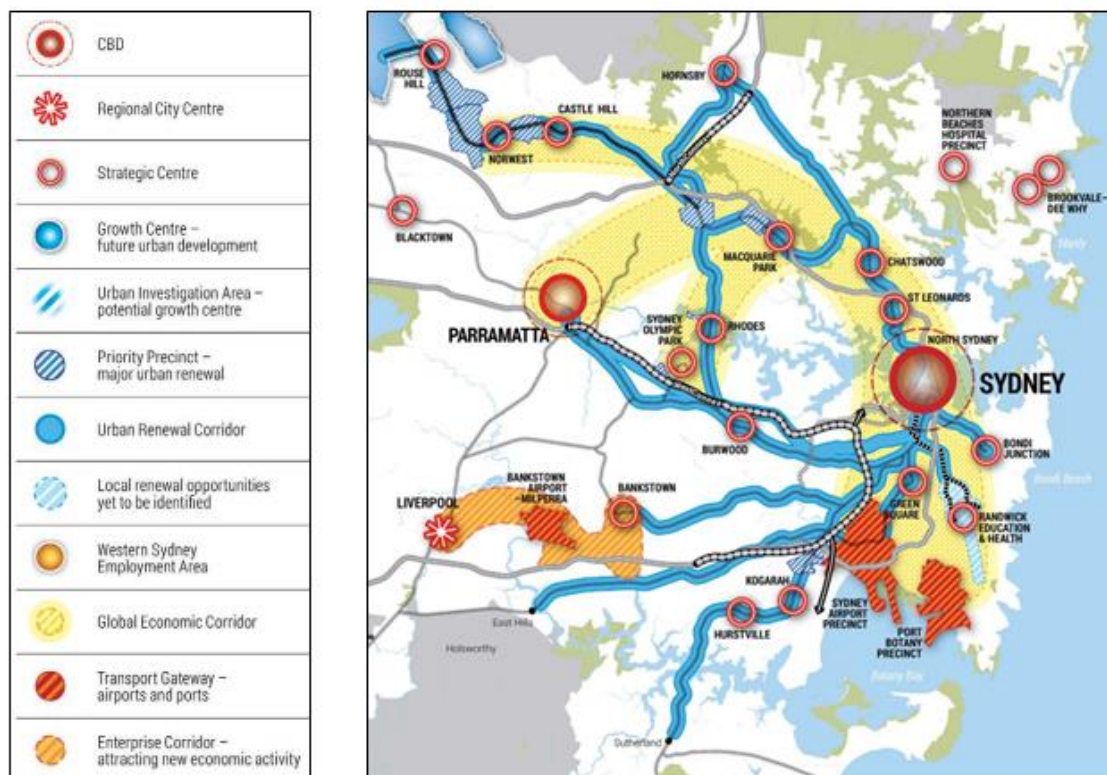 CBD
Regional City Centre
Strategic Centre
Growth Centre –
future urban development
Urban Investigation Area –
potential growth centre
Priority Precinct –
major urban renewal
Urban Renewal Corridor
Local renewal opportunities
yet to be identified
Western Sydney
Employment Area
Global Economic Corridor
Transport Gateway –
airports and ports
Enterprise Corridor –
attracting new economic activity
ROUSE
HILL
HORNSBY
CASTLE HILL
NORWEST
NORTHERN
BEACHES
HOSPITAL
PRECINCT
BROOKVALE–
DEE WHY
BLACKTOWN
Manly
MACQUARIE
PARK
CHATSWOOD
ST LEONARDS
PARRAMATTA
SYDNEY
OLYMPIC
PARK
RHODES
NORTH SYDNEY
SYDNEY
BURWOOD
BONDI
JUNCTION
Bondi Beach
BANKSTOWN
AIRPORT
–MILPERRA
BANKSTOWN
LIVERPOOL
GREEN
SQUARE
RANDWICK
EDUCATION
& HEALTH
KOGARAH
HURSTVILLE
SYDNEY
AIRPORT
PRECINCT
PORT
BOTANY
PRECINCT
East Hills
Holsworthy
Botany Bay
Sutherland